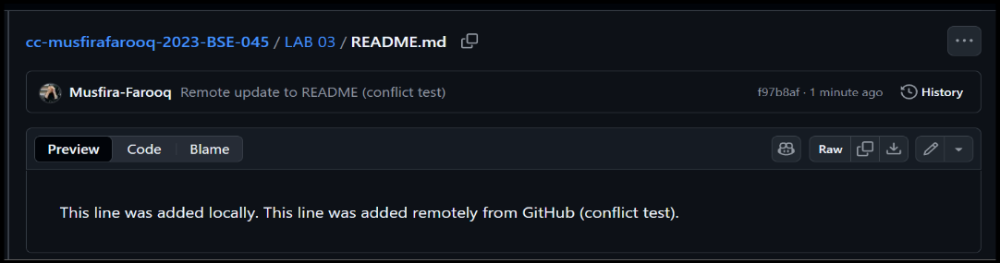 cc-musfirafarooq-2023-BSE-045 / LAB 03 / README.md
Musfira-Farooq Remote update to README (conflict test) f97b8af · 1 minute ago History
Preview Code Blame Raw
This line was added locally. This line was added remotely from GitHub (conflict test).